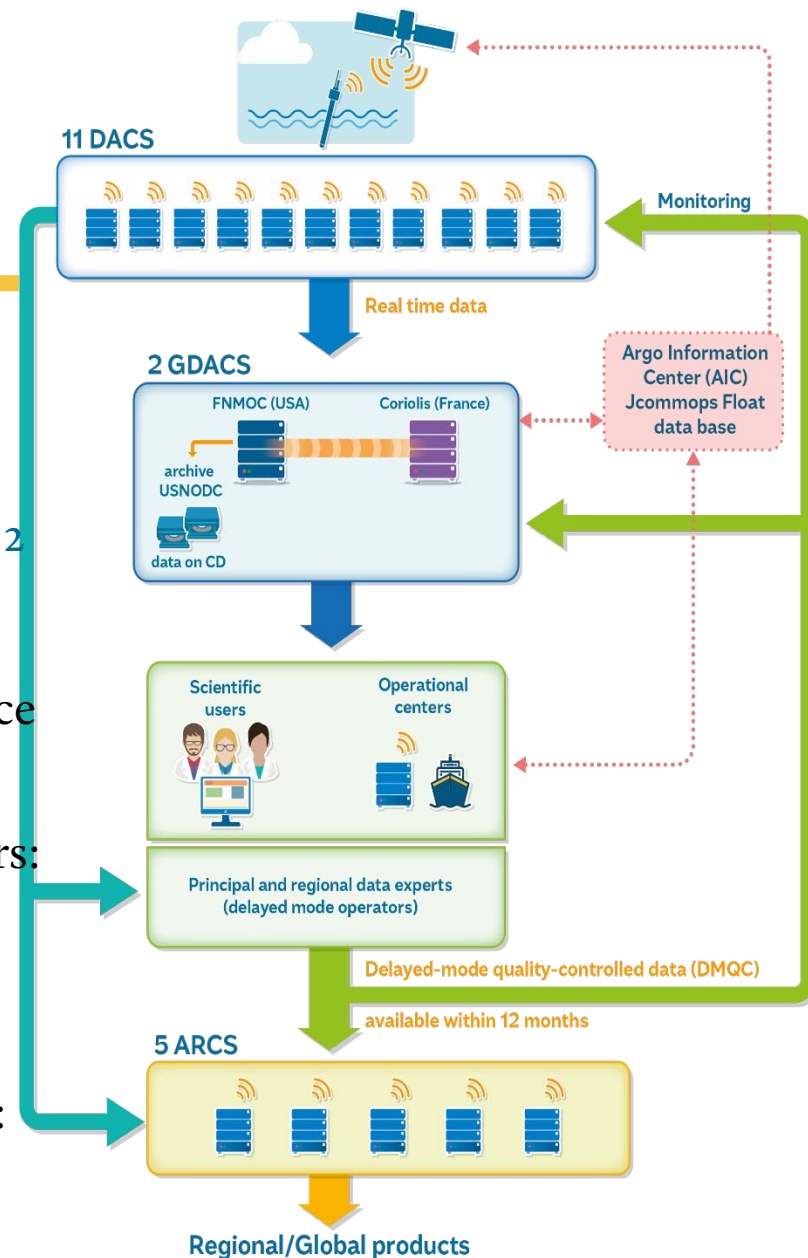 11 DACS
Monitoring
Real time data
2 GDACS
FNMOC (USA)
Coriolis (France)
Argo Information
Center (AIC)
Jcommops Float
data base
archive
USNODC
data on CD
2
Scientific
users
Operational
centers
ce
rs:
Principal and regional data experts
(delayed mode operators)
Delayed-mode quality-controlled data (DMQC)
available within 12 months
5 ARCS
:
Regional/Global products